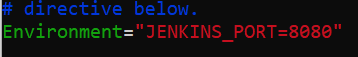 # directive below.
Environment="JENKINS_PORT=8080"